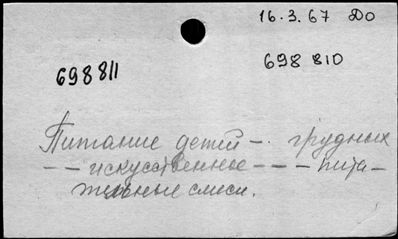 16.3.67 До
698 810
698811
Питание детей – грудных
– – искусственное – – – – пита-
тельные смеси.